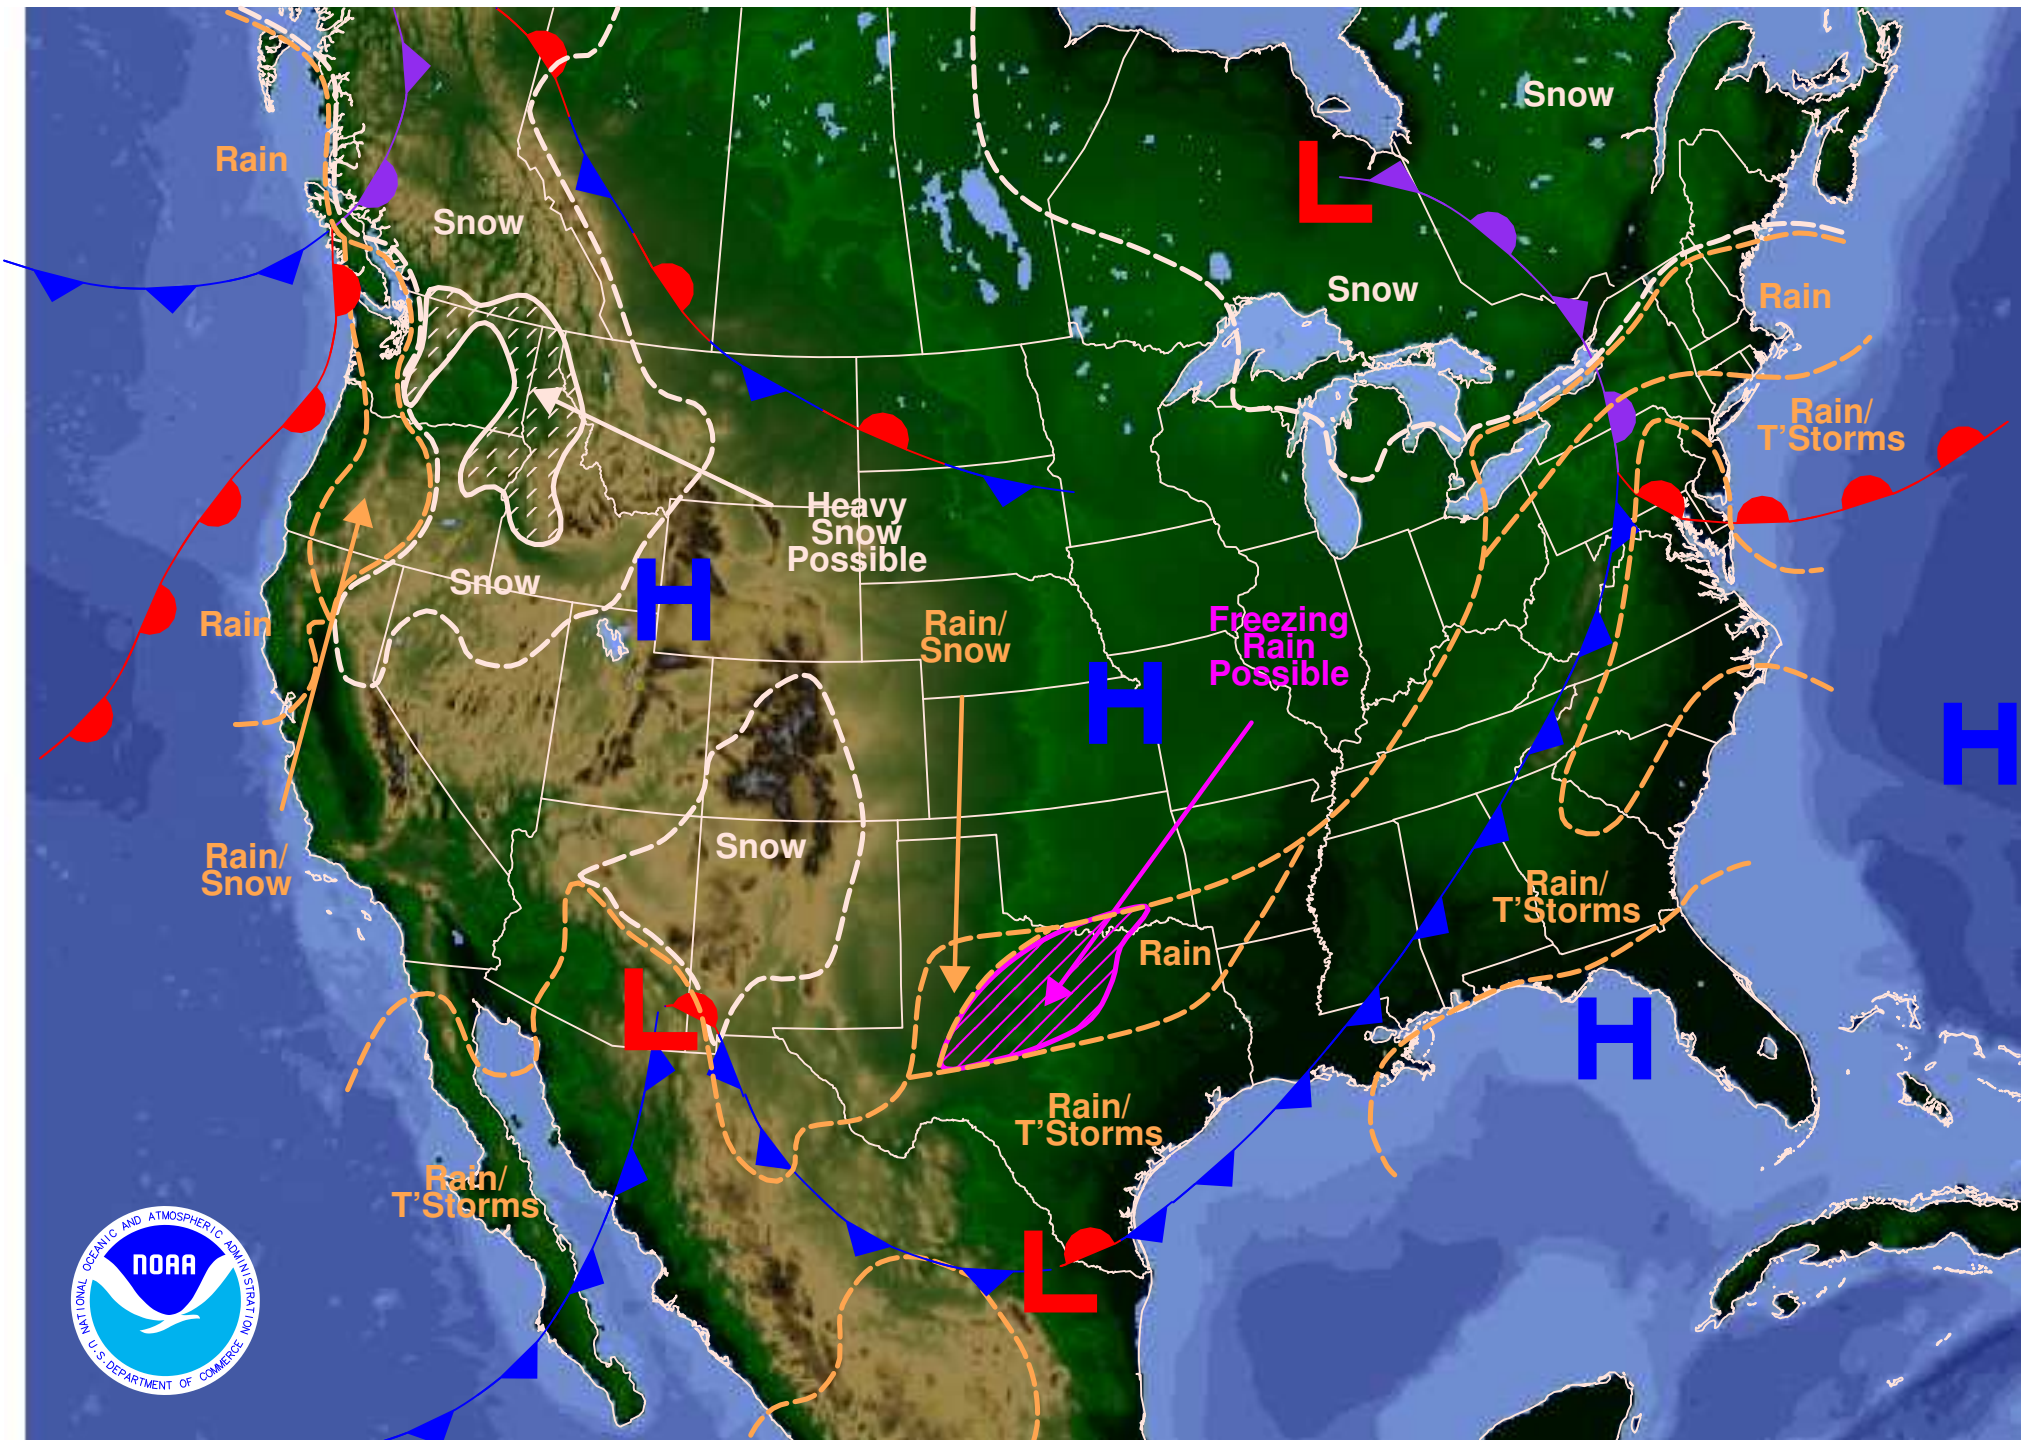 Snow
Rain
L
Snow
Snow
Rain
Rain/
T'Storms
Heavy
Snow
Possible
Snow
H
Rain
Rain/
Snow
Freezing
Rain
Possible
H
H
Snow
Rain/
Snow
Rain/
T'Storms
Rain
L
H
Rain/
T'Storms
Rain/
T'Storms
L
NATIONAL OCEANIC AND ATMOSPHERIC ADMINISTRATION
NOAA
U.S. DEPARTMENT OF COMMERCE